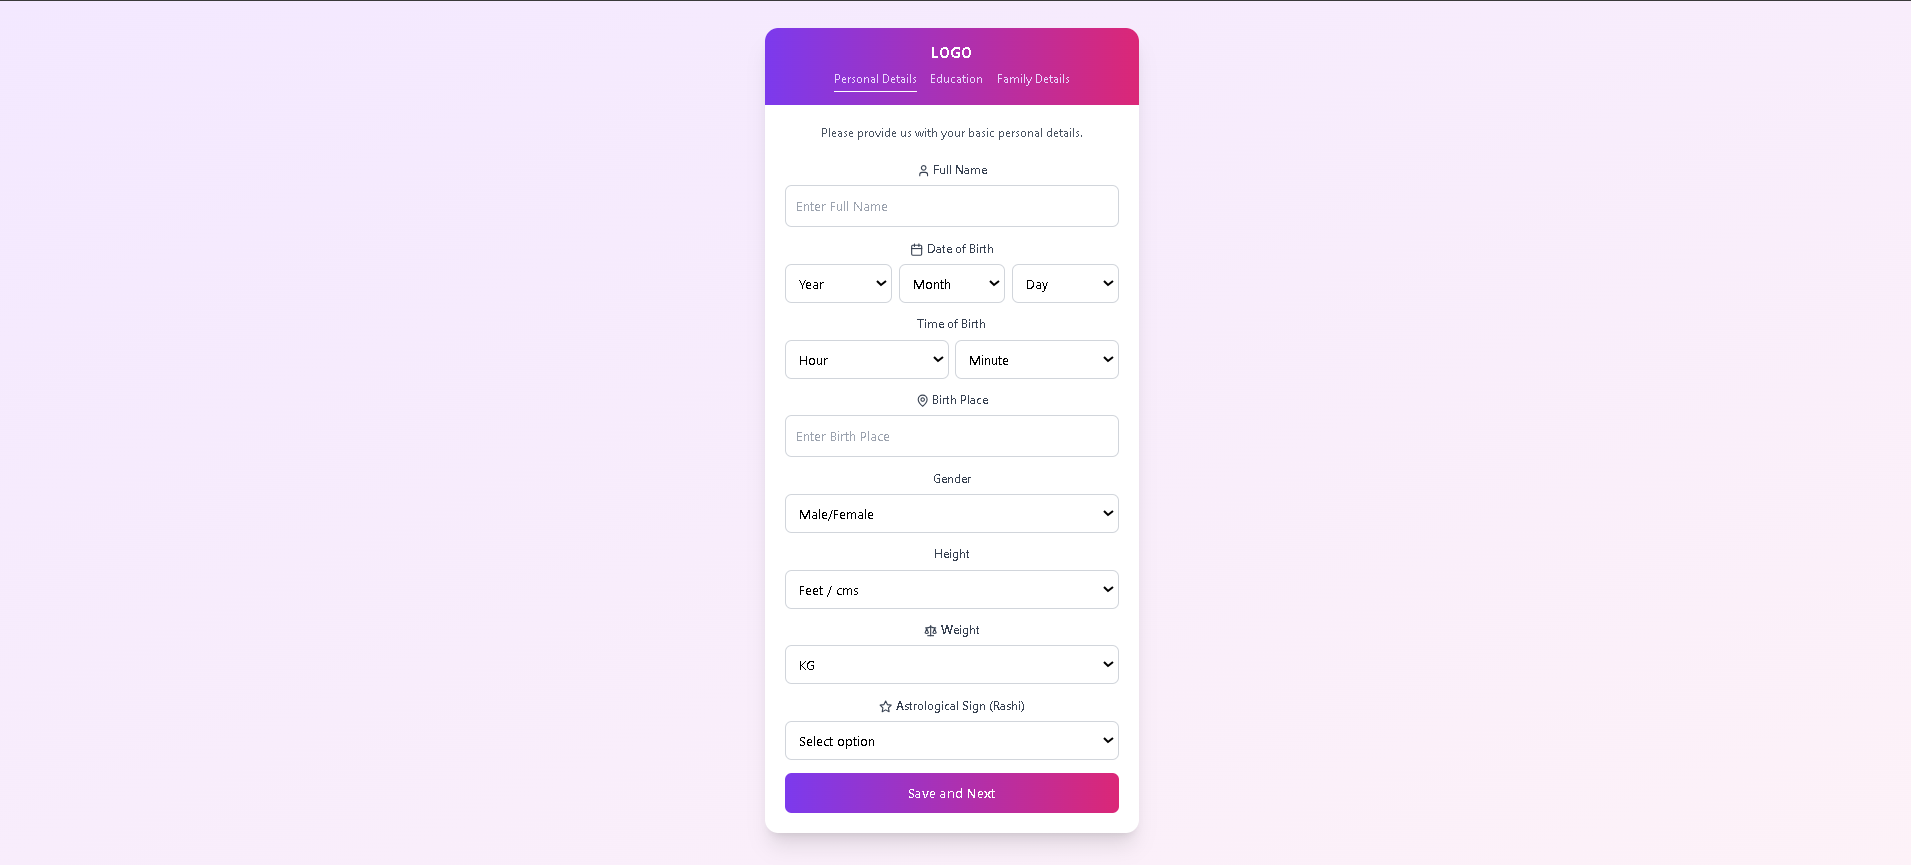 LOGO
Personal Details Education Family Details
Please provide us with your basic personal details.
Full Name
Enter Full Name
Date of Birth
Year Month Day
Time of Birth
Hour Minute
Birth Place
Enter Birth Place
Gender
Male/Female
Height
Feet / cms
Weight
KG
Astrological Sign (Rashi)
Select option
Save and Next